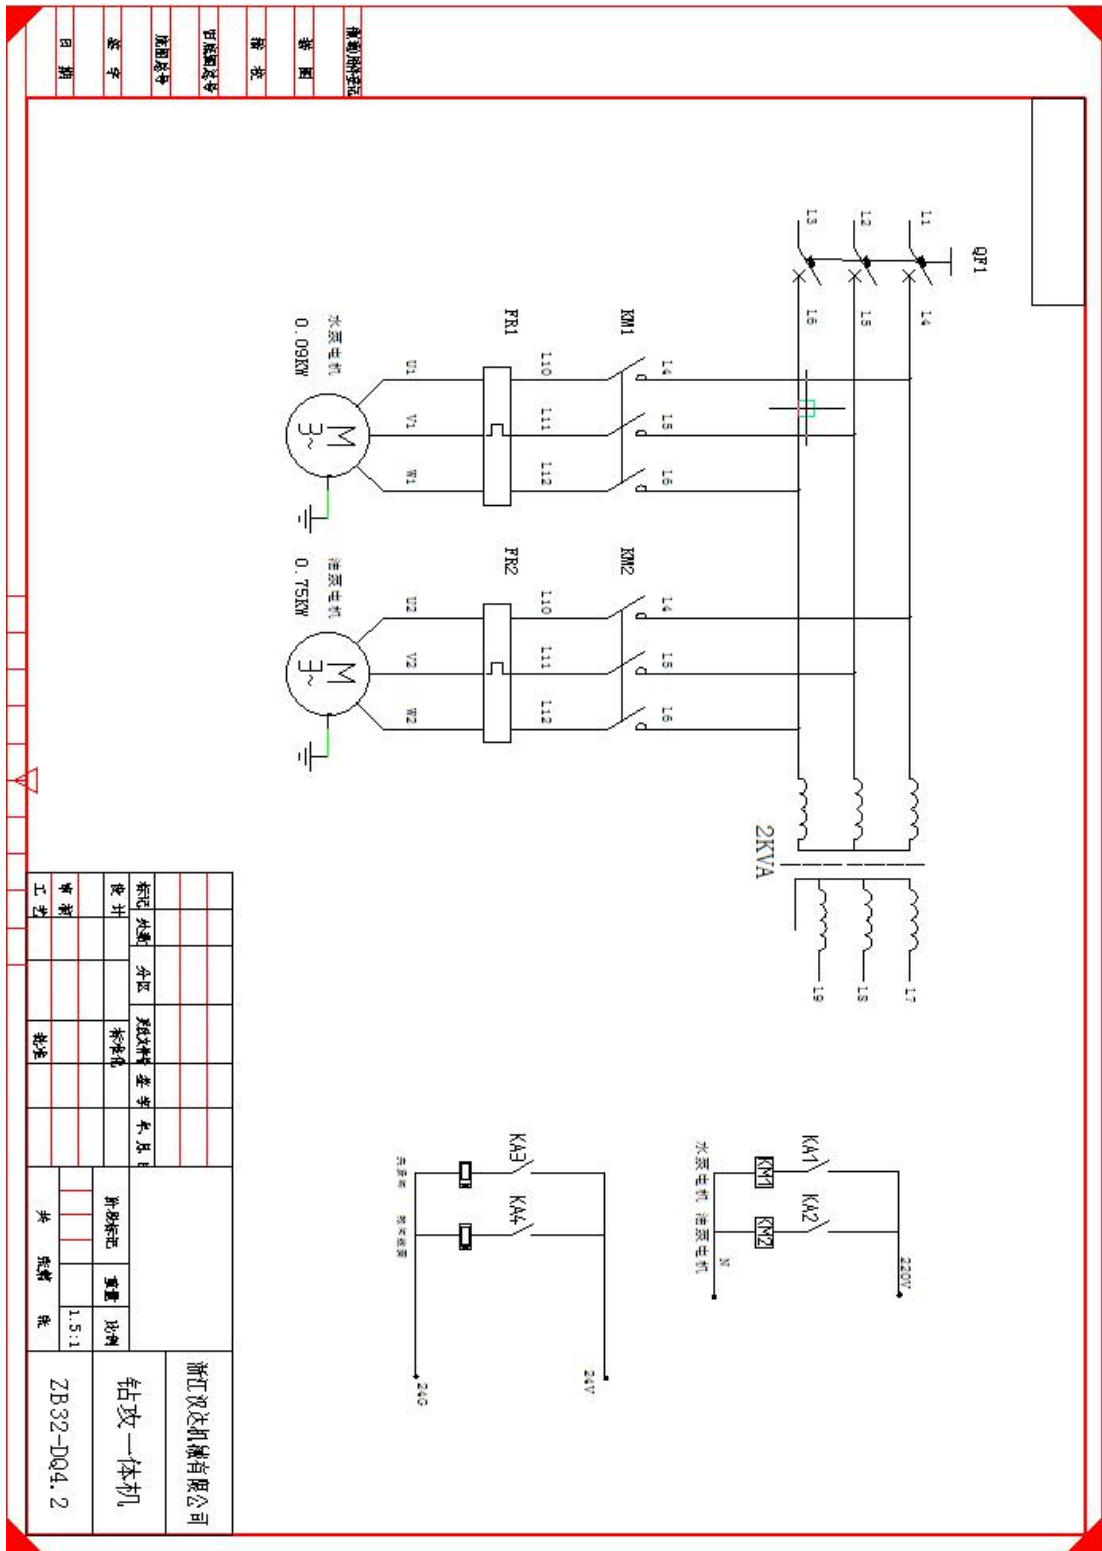 QF1
L1
L2
L3
L4
L5
L6
KM1
L4
L5
L6
FR1
L10
L11
L12
U1
V1
W1
水泵电机
0.09KW
M
3~
KM2
L4
L5
L6
FR2
L10
L11
L12
U2
V2
W2
油泵电机
0.75KW
M
3~
2KVA
L7
L8
L9
220V
KA1
KA2
KM1
KM2
N
水泵电机
油泵电机
24V
KA3
KA4
24G
标记
处数
分区
签字
设计
标准化
审核
工艺
批准
阶段标记
重量
比例
1.5:1
共
张
浙江汉达机械有限公司
钻攻一体机
ZB32-DQ4.2
描图
描校
旧底图总号
底图总号
签字
日期